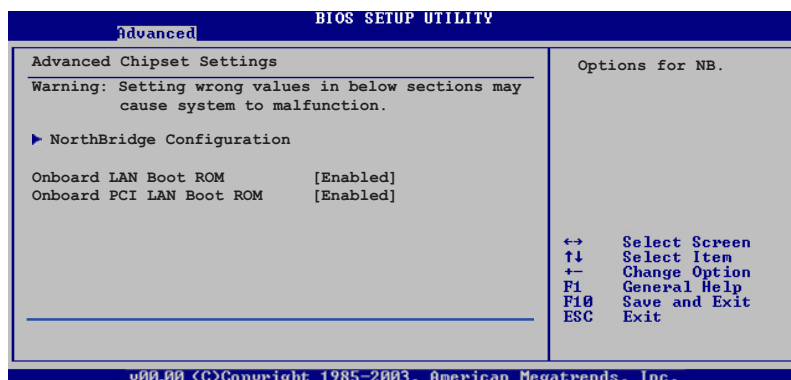 BIOS SETUP UTILITY
Advanced
Advanced Chipset Settings
Warning: Setting wrong values in below sections may
cause system to malfunction.
NorthBridge Configuration
Onboard LAN Boot ROM [Enabled]
Onboard PCI LAN Boot ROM [Enabled]
Options for NB.
←→ Select Screen
↑↓ Select Item
+- Change Option
F1 General Help
F10 Save and Exit
ESC Exit
v00.00 (C)Copyright 1985-2003, American Megatrends, Inc.